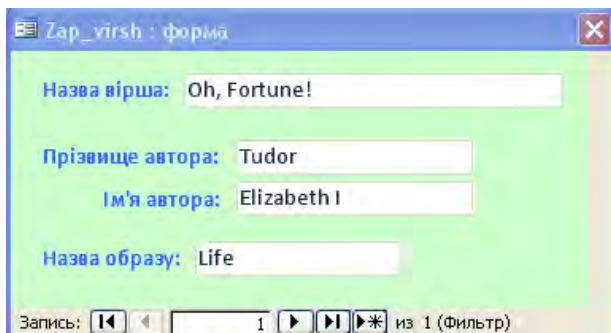 Zap_virsh : форма
Назва вірша: Oh, Fortune!
Прізвище автора: Tudor
Ім'я автора: Elizabeth I
Назва образу: Life
Запись: 1 из 1 (Фильтр)